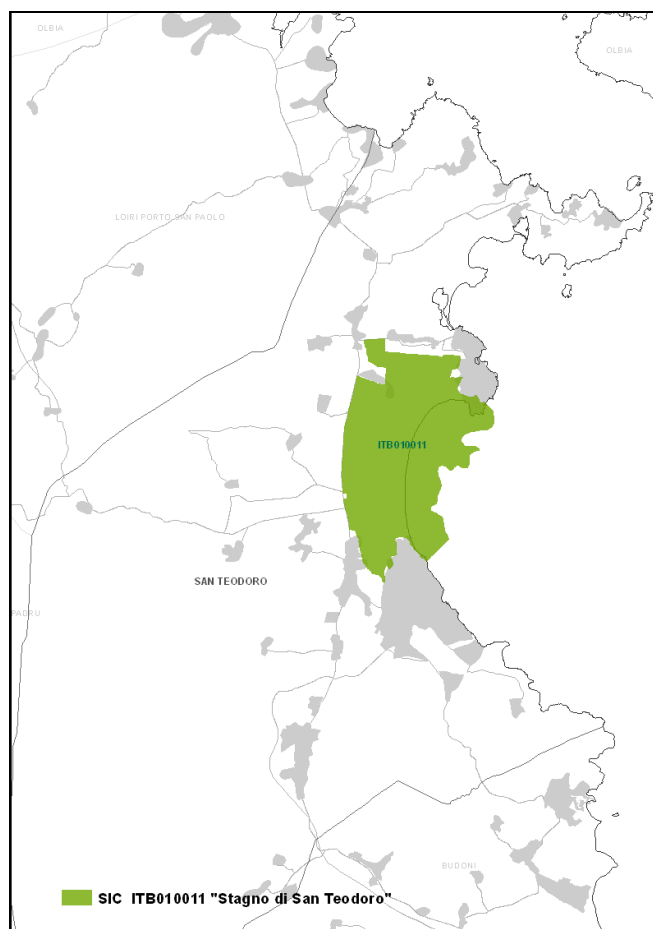 OLBIA
OLBIA
LOIRI PORTO SAN PAOLO
ITB010011
SAN TEODORO
PADRU
BUDONI
SIC ITB010011 "Stagno di San Teodoro"